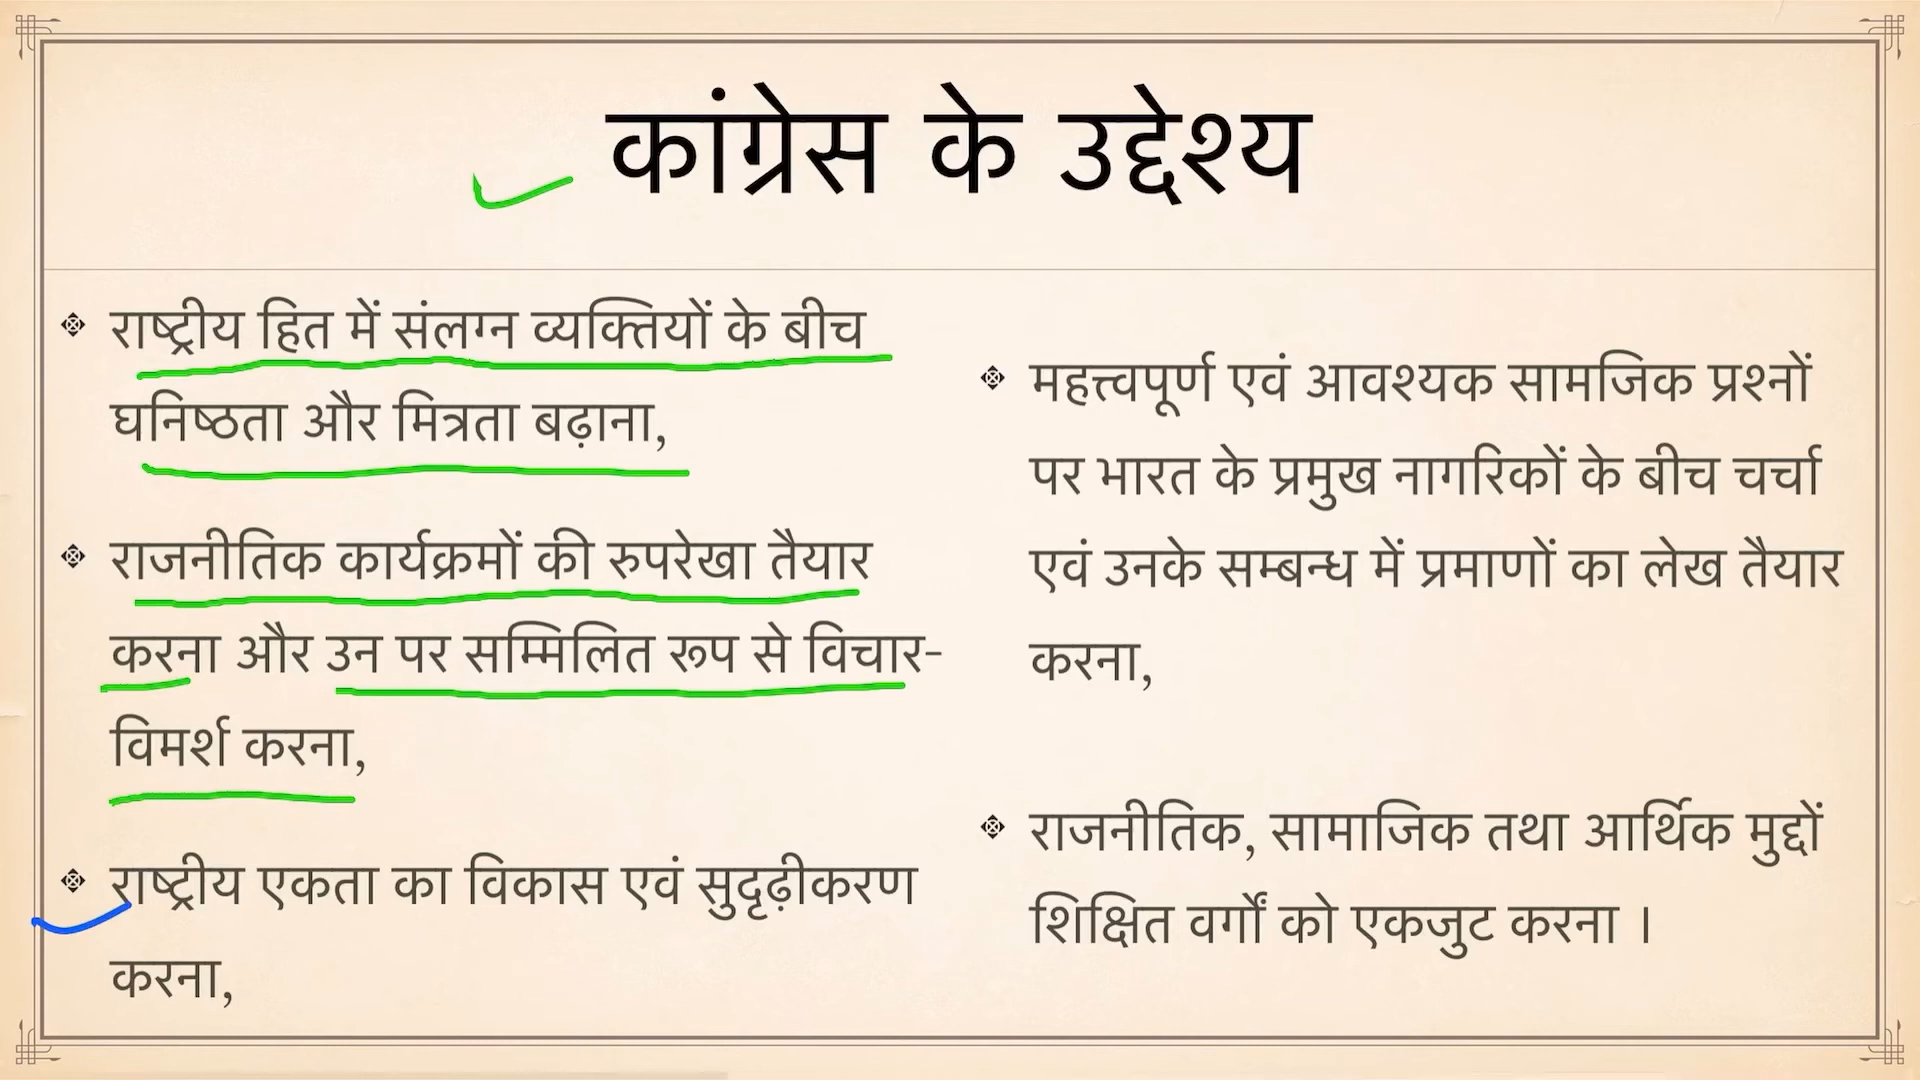 कांग्रेस के उद्देश्य
राष्ट्रीय हित में संलग्न व्यक्तियों के बीच
घनिष्ठता और मित्रता बढ़ाना,
राजनीतिक कार्यक्रमों की रुपरेखा तैयार
करना और उन पर सम्मिलित रूप से विचार-
विमर्श करना,
राष्ट्रीय एकता का विकास एवं सुदृढ़ीकरण
करना,
महत्त्वपूर्ण एवं आवश्यक सामजिक प्रश्नों
पर भारत के प्रमुख नागरिकों के बीच चर्चा
एवं उनके सम्बन्ध में प्रमाणों का लेख तैयार
करना,
राजनीतिक, सामाजिक तथा आर्थिक मुद्दों
शिक्षित वर्गों को एकजुट करना ।